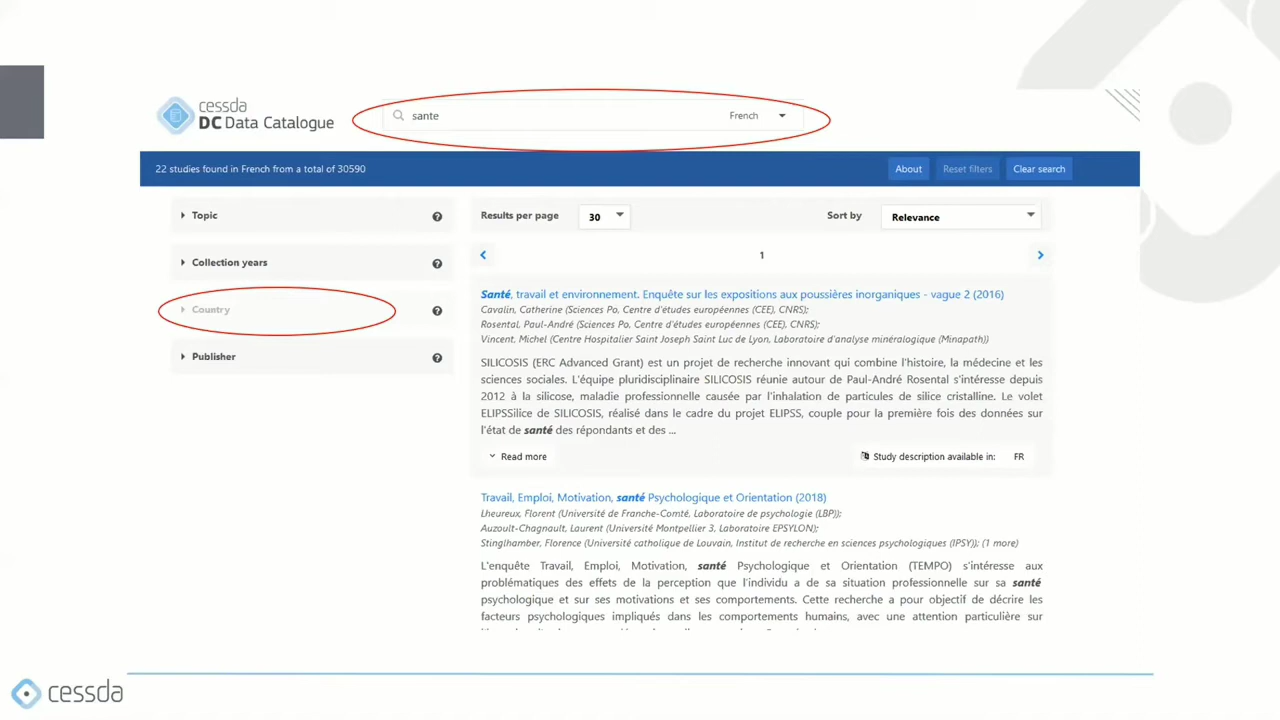 cessda
DC Data Catalogue
sante
French
22 studies found in French from a total of 30590
About
Reset filters
Clear search
Topic
Collection years
Country
Publisher
Results per page
30
Sort by
Relevance
1
Santé, travail et environnement. Enquête sur les expositions aux poussières inorganiques - vague 2 (2016)
Cavalin, Catherine (Sciences Po, Centre d'études européennes (CEE), CNRS);
Rosental, Paul-André (Sciences Po, Centre d'études européennes (CEE), CNRS);
Vincent, Michel (Centre Hospitalier Saint Joseph Saint Luc de Lyon, Laboratoire d'analyse minéralogique (Minapath))
SILICOSIS (ERC Advanced Grant) est un projet de recherche innovant qui combine l'histoire, la médecine et les
sciences sociales. L'équipe pluridisciplinaire SILICOSIS réunie autour de Paul-André Rosental s'intéresse depuis
2012 à la silicose, maladie professionnelle causée par l'inhalation de particules de silice cristalline. Le volet
ELIPSSilice de SILICOSIS, réalisé dans le cadre du projet ELIPSS, couple pour la première fois des données sur
l'état de santé des répondants et des ...
Read more
Study description available in:
FR
Travail, Emploi, Motivation, santé Psychologique et Orientation (2018)
Lheureux, Florent (Université de Franche-Comté, Laboratoire de psychologie (LBP));
Auzoult-Chagnault, Laurent (Université Montpellier 3, Laboratoire EPSYLON);
Stinglhamber, Florence (Université catholique de Louvain, Institut de recherche en sciences psychologiques (IPSY)); (1 more)
L'enquête Travail, Emploi, Motivation, santé Psychologique et Orientation (TEMPO) s'intéresse aux
problématiques des effets de la perception que l'individu a de sa situation professionnelle sur sa santé
psychologique et sur ses motivations et ses comportements. Cette recherche a pour objectif de décrire les
facteurs psychologiques impliqués dans les comportements humains, avec une attention particulière sur
cessda